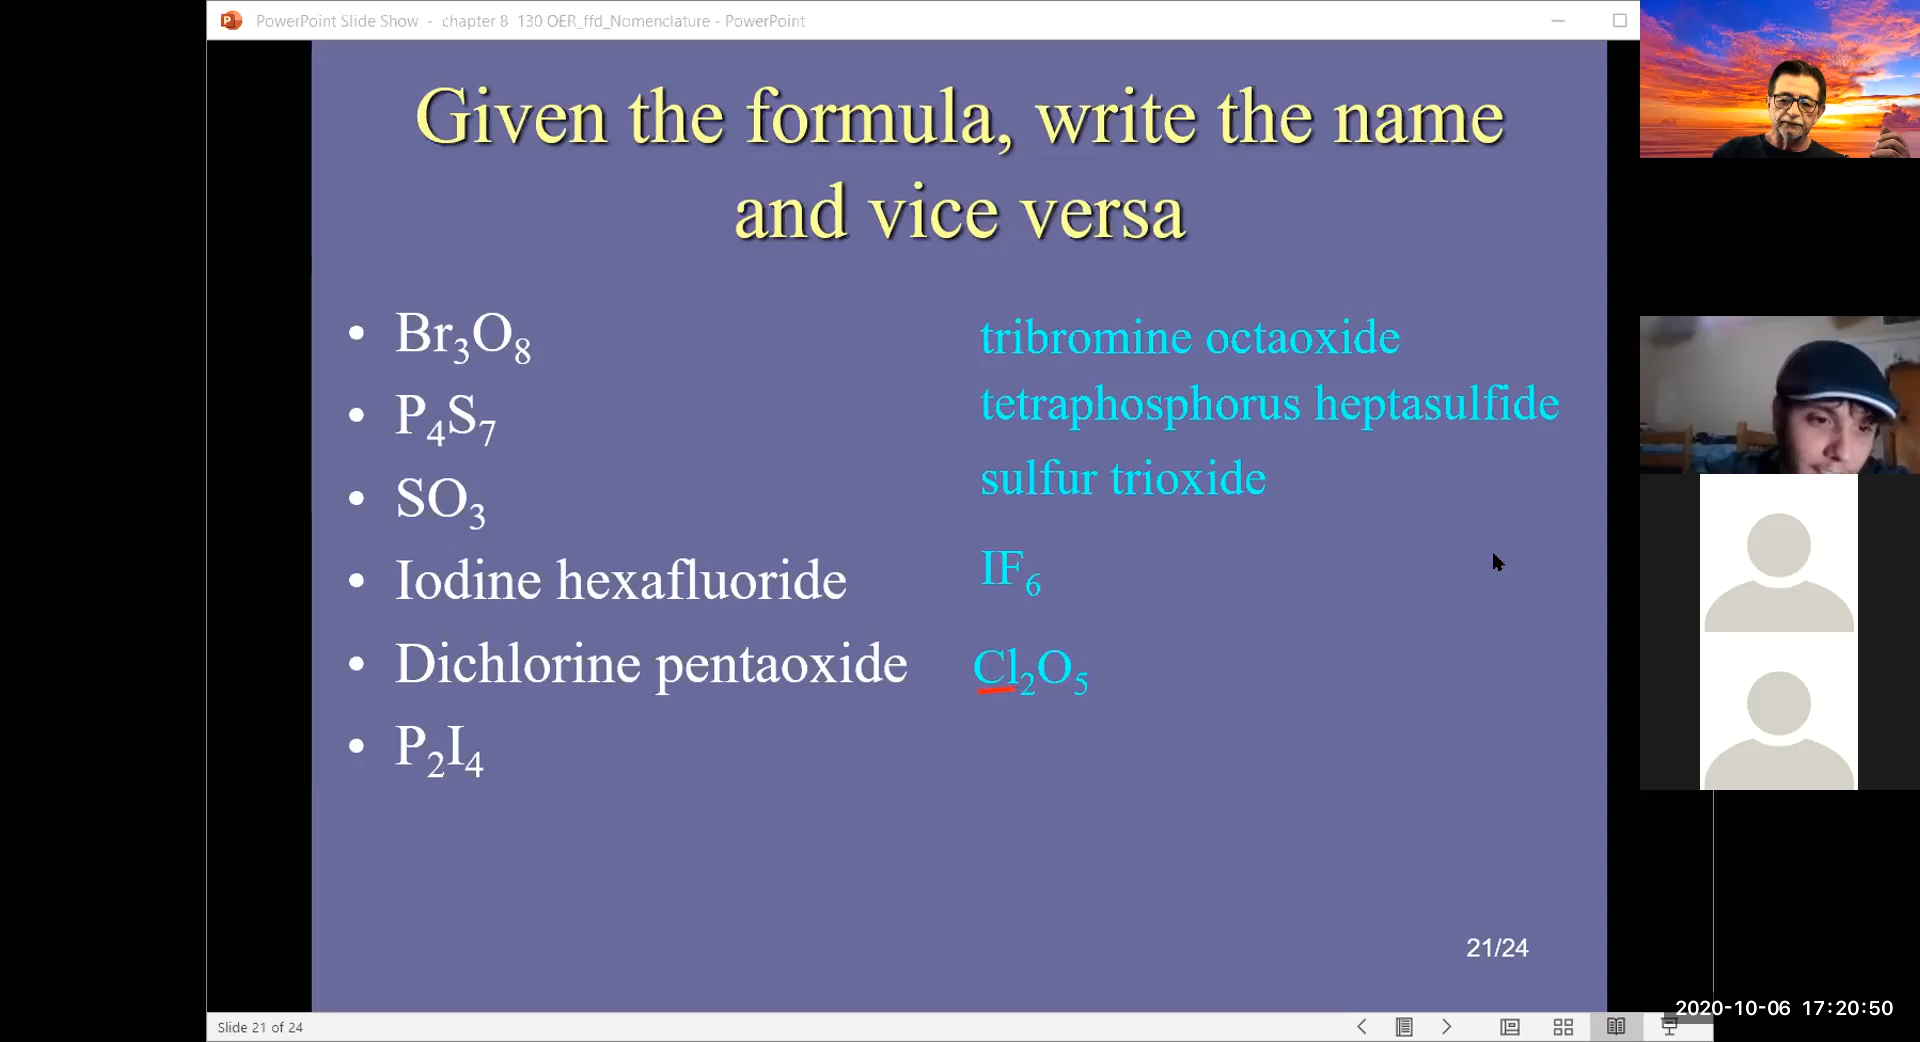 PowerPoint Slide Show - chapter 8 130 OER_ffd_Nomenclature - PowerPoint
Given the formula, write the name
and vice versa
• Br₃O₈
tribromine octaoxide
• P₄S₇
tetraphosphorus heptasulfide
• SO₃
sulfur trioxide
• Iodine hexafluoride
IF₆
• Dichlorine pentaoxide
Cl₂O₅
• P₂I₄
21/24
2020-10-06 17:20:50
Slide 21 of 24